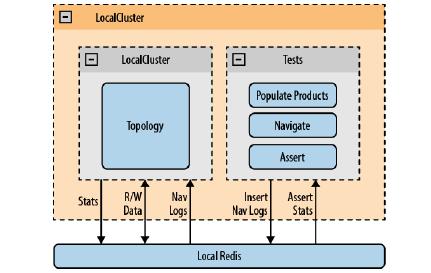 LocalCluster
LocalCluster
Topology
Tests
Populate Products
Navigate
Assert
Stats
R/W
Data
Nav
Logs
Insert
Nav Logs
Assert
Stats
Local Redis